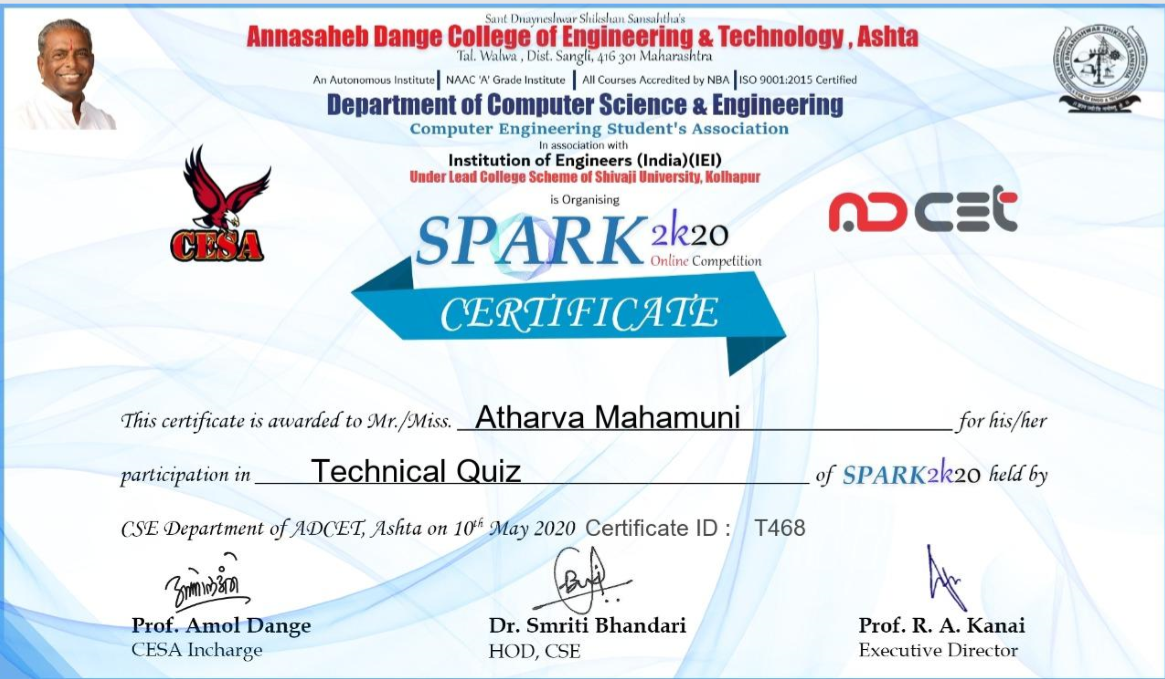 Sant Dnayneshwar Shikshan Sansahtha's
Annasaheb Dange College of Engineering & Technology , Ashta
Tal. Walwa , Dist. Sangli, 416 301 Maharashtra
An Autonomous Institute | NAAC 'A' Grade Institute | All Courses Accredited by NBA | ISO 9001:2015 Certified
Department of Computer Science & Engineering
Computer Engineering Student's Association
In association with
Institution of Engineers (India)(IEI)
Under Lead College Scheme of Shivaji University, Kolhapur
is Organising
CESA
ADCET
SPARK 2k20
Online Competition
CERTIFICATE
This certificate is awarded to Mr./Miss. Atharva Mahamuni for his/her
participation in Technical Quiz of SPARK2k20 held by
CSE Department of ADCET, Ashta on 10th May 2020 Certificate ID : T468
Prof. Amol Dange Dr. Smriti Bhandari Prof. R. A. Kanai
CESA Incharge HOD, CSE Executive Director